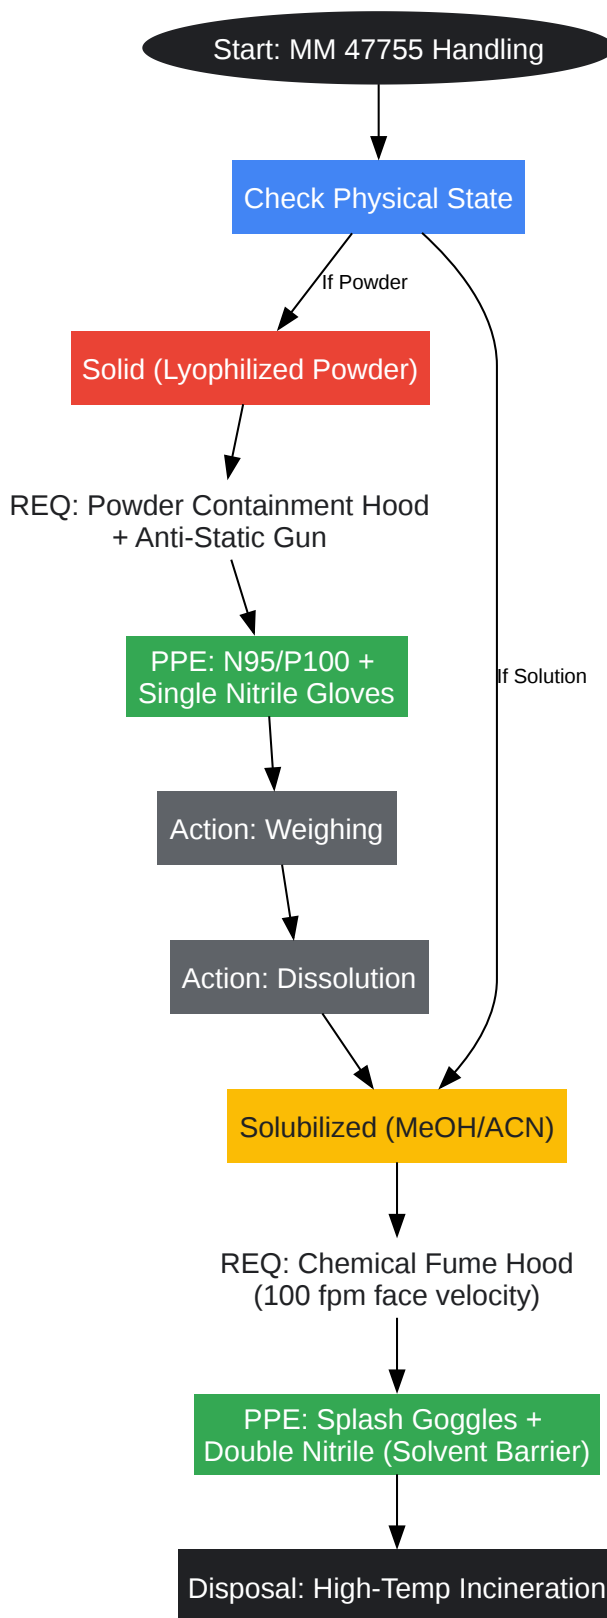 Start: MM 47755 Handling
Check Physical State
If Powder
Solid (Lyophilized Powder)
REQ: Powder Containment Hood
+ Anti-Static Gun
PPE: N95/P100 +
Single Nitrile Gloves
If Solution
Action: Weighing
Action: Dissolution
Solubilized (MeOH/ACN)
REQ: Chemical Fume Hood
(100 fpm face velocity)
PPE: Splash Goggles +
Double Nitrile (Solvent Barrier)
Disposal: High-Temp Incineration